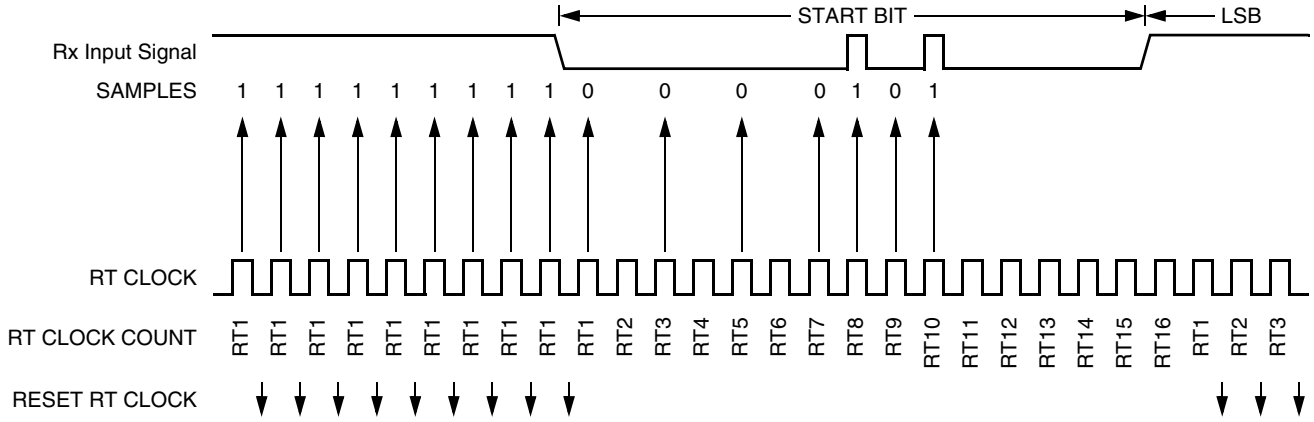 START BIT LSB
Rx Input Signal
SAMPLES 1 1 1 1 1 1 1 1 1 0 0 0 0 1 0 1
RT CLOCK
RT CLOCK COUNT RT1 RT1 RT1 RT1 RT1 RT1 RT1 RT1 RT1 RT1 RT2 RT3 RT4 RT5 RT6 RT7 RT8 RT9 RT10 RT11 RT12 RT13 RT14 RT15 RT16 RT1 RT2 RT3
RESET RT CLOCK